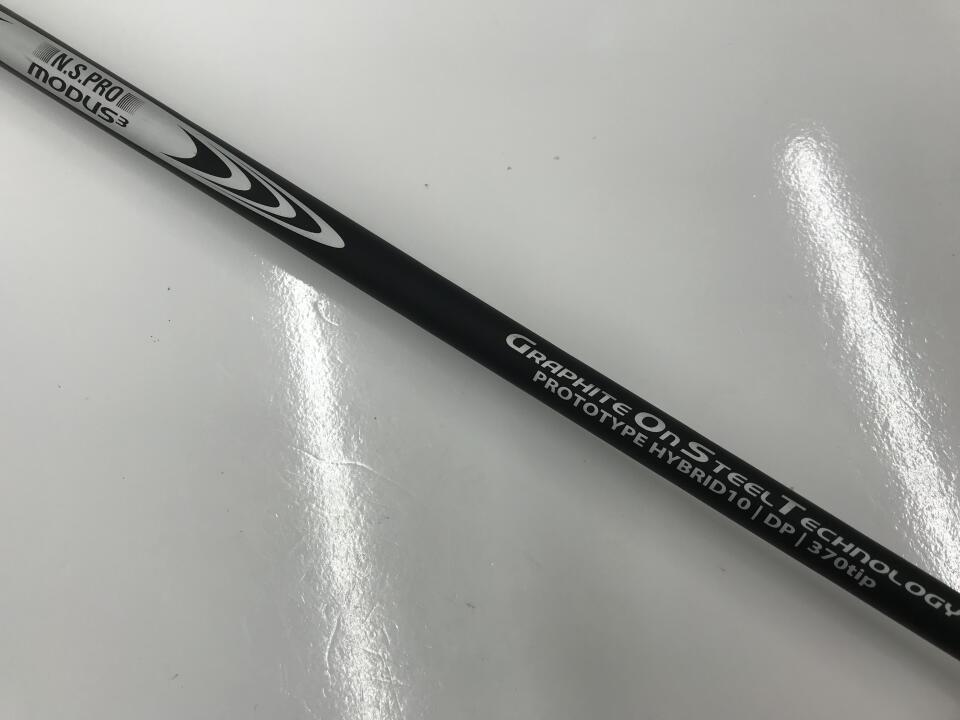 N.S.PRO
MODUS3
GRAPHITE ON STEEL TECHNOLOGY
PROTOTYPE HYBRID10 | DP | 370tip